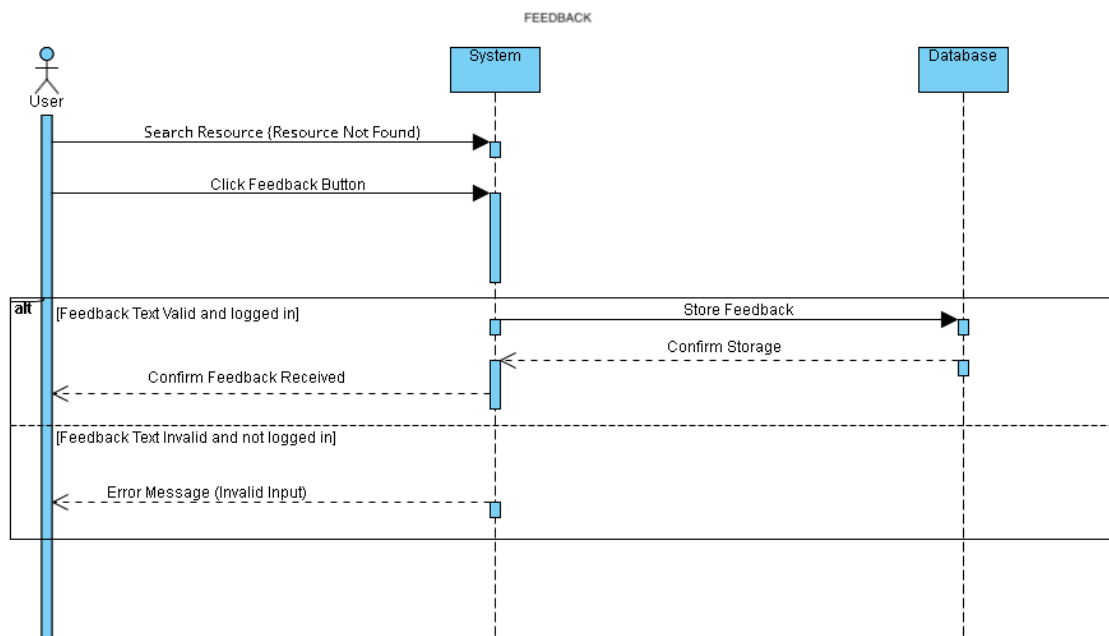 FEEDBACK
User
System
Database
Search Resource (Resource Not Found)
Click Feedback Button
alt
[Feedback Text Valid and logged in]
Store Feedback
Confirm Storage
Confirm Feedback Received
[Feedback Text Invalid and not logged in]
Error Message (Invalid Input)